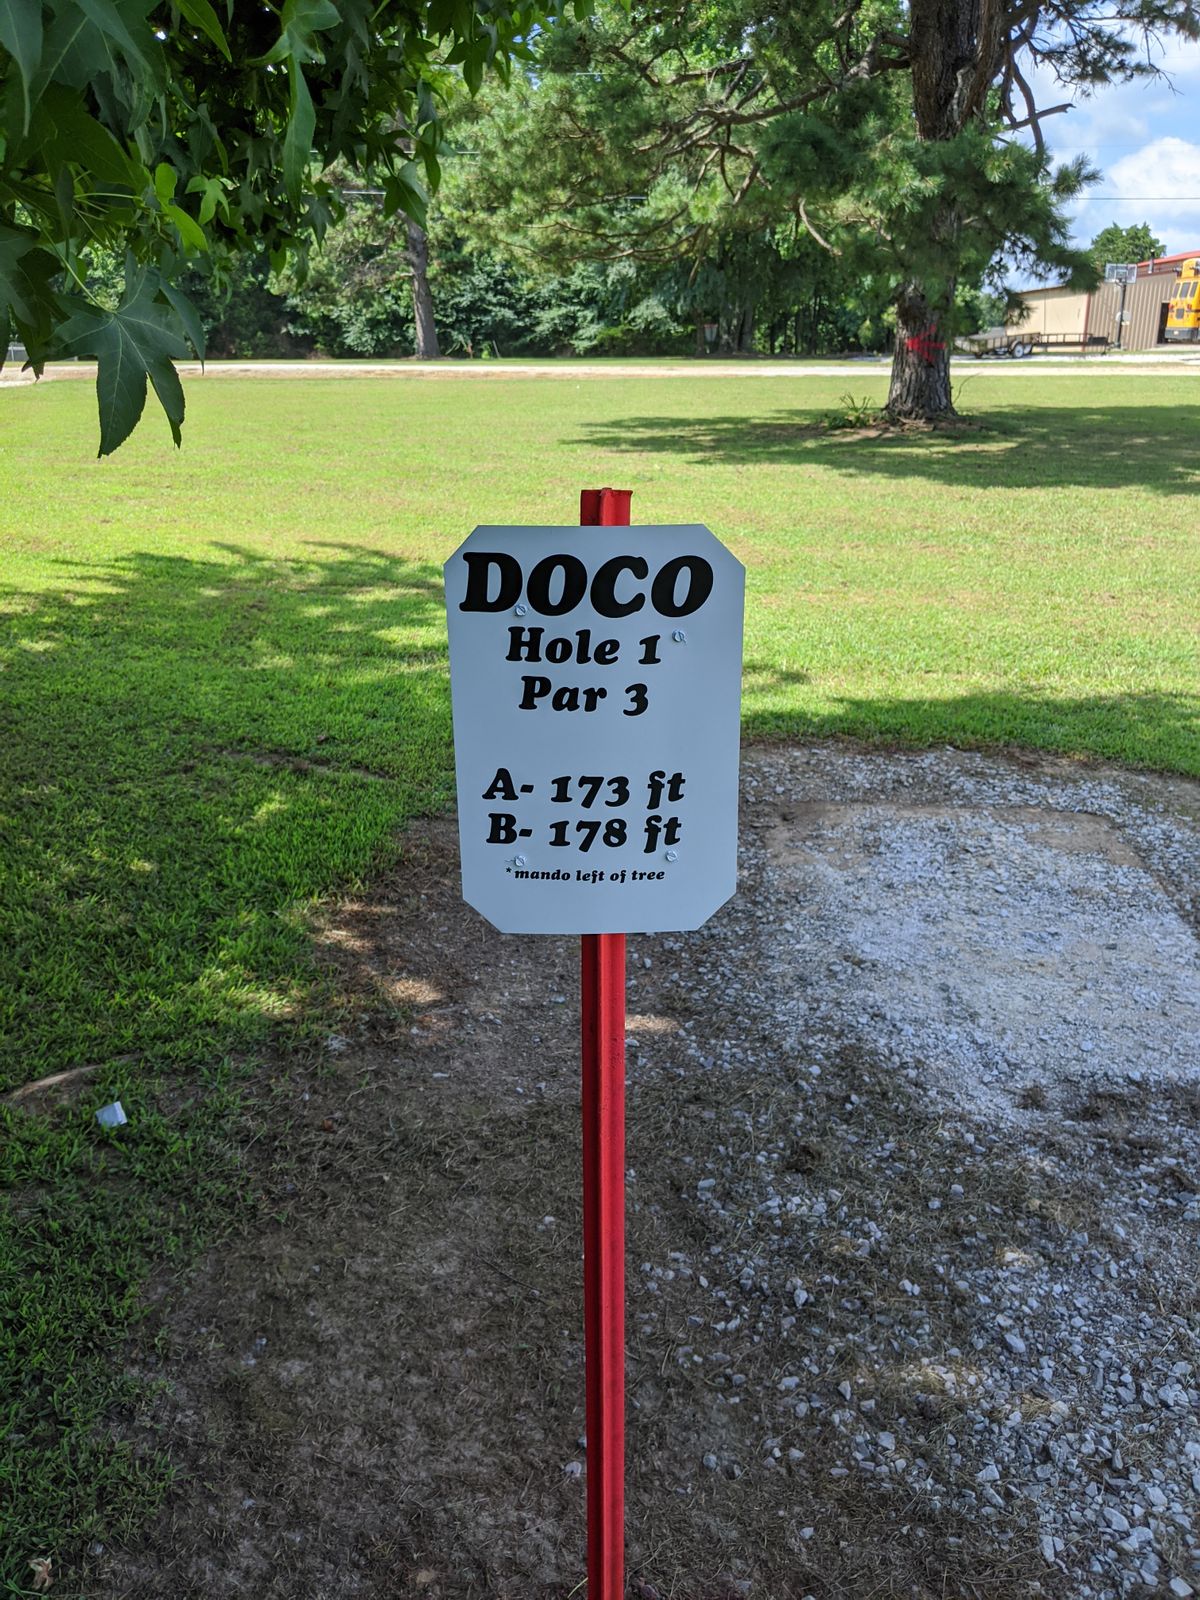 DOCO
Hole 1
Par 3
A- 173 ft
B- 178 ft
*mando left of tree